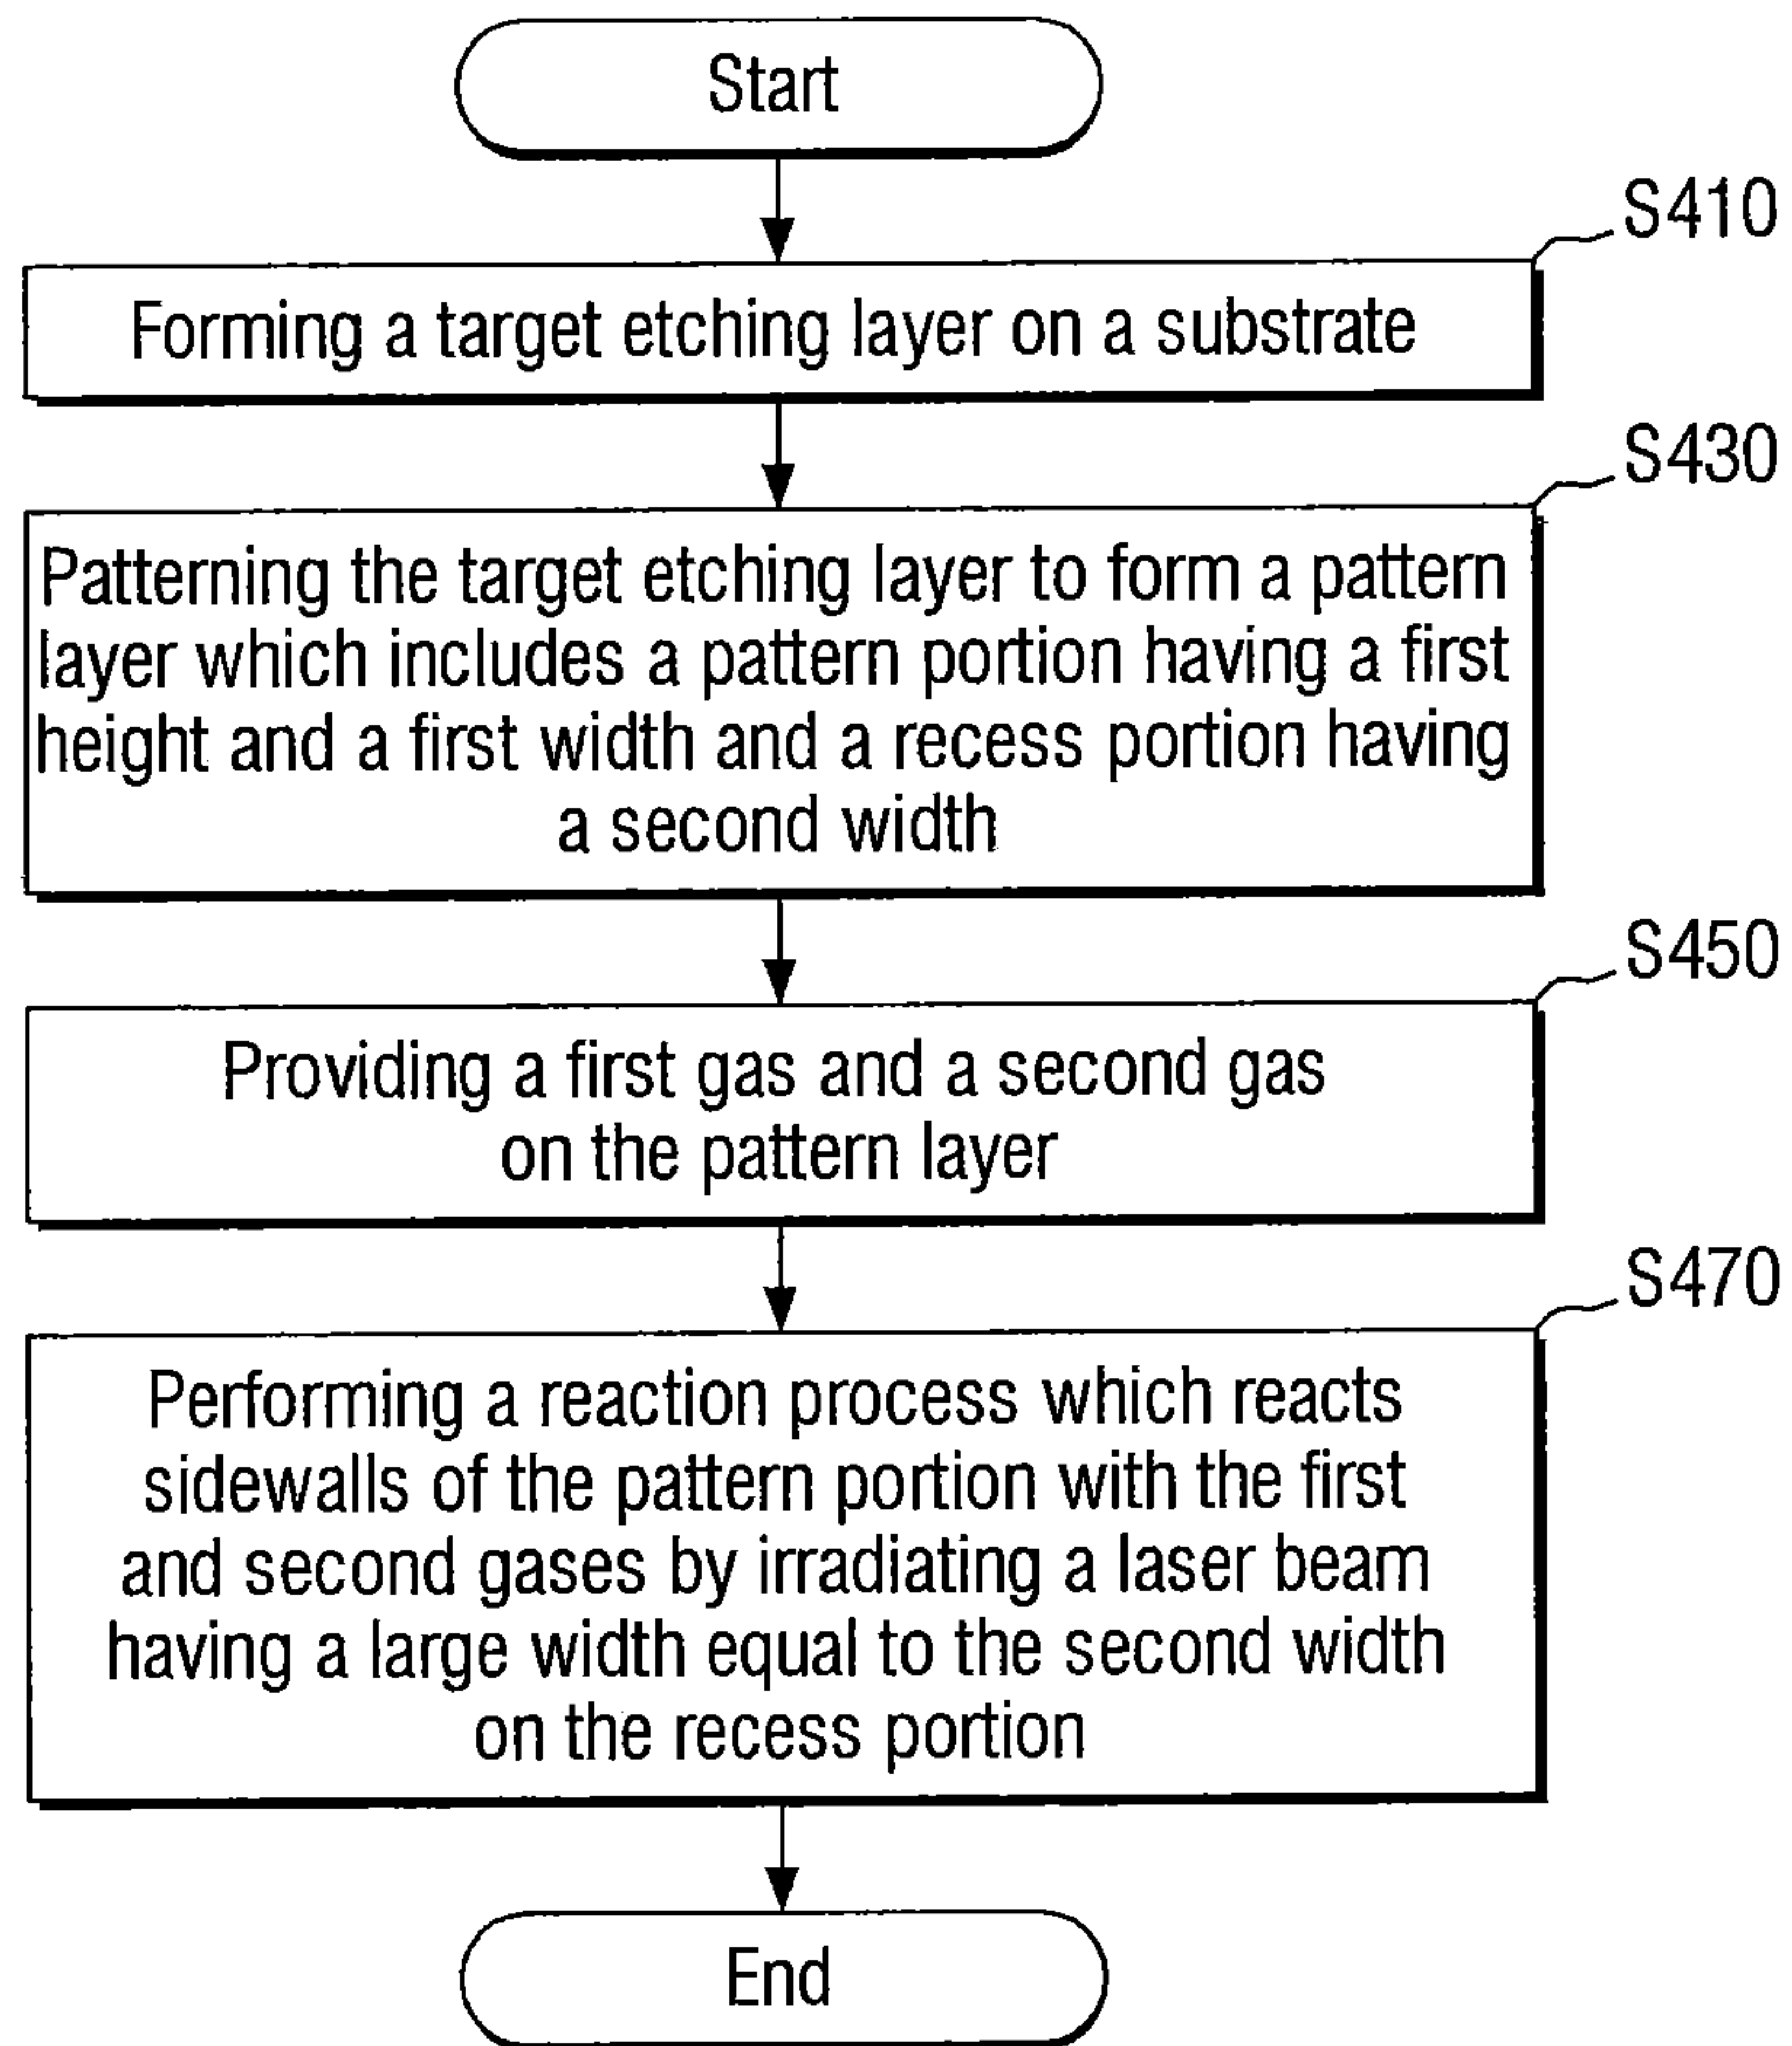 Start
S410
Forming a target etching layer on a substrate
S430
Patterning the target etching layer to form a pattern
layer which includes a pattern portion having a first
height and a first width and a recess portion having
a second width
S450
Providing a first gas and a second gas
on the pattern layer
S470
Performing a reaction process which reacts
sidewalls of the pattern portion with the first
and second gases by irradiating a laser beam
having a large width equal to the second width
on the recess portion
End